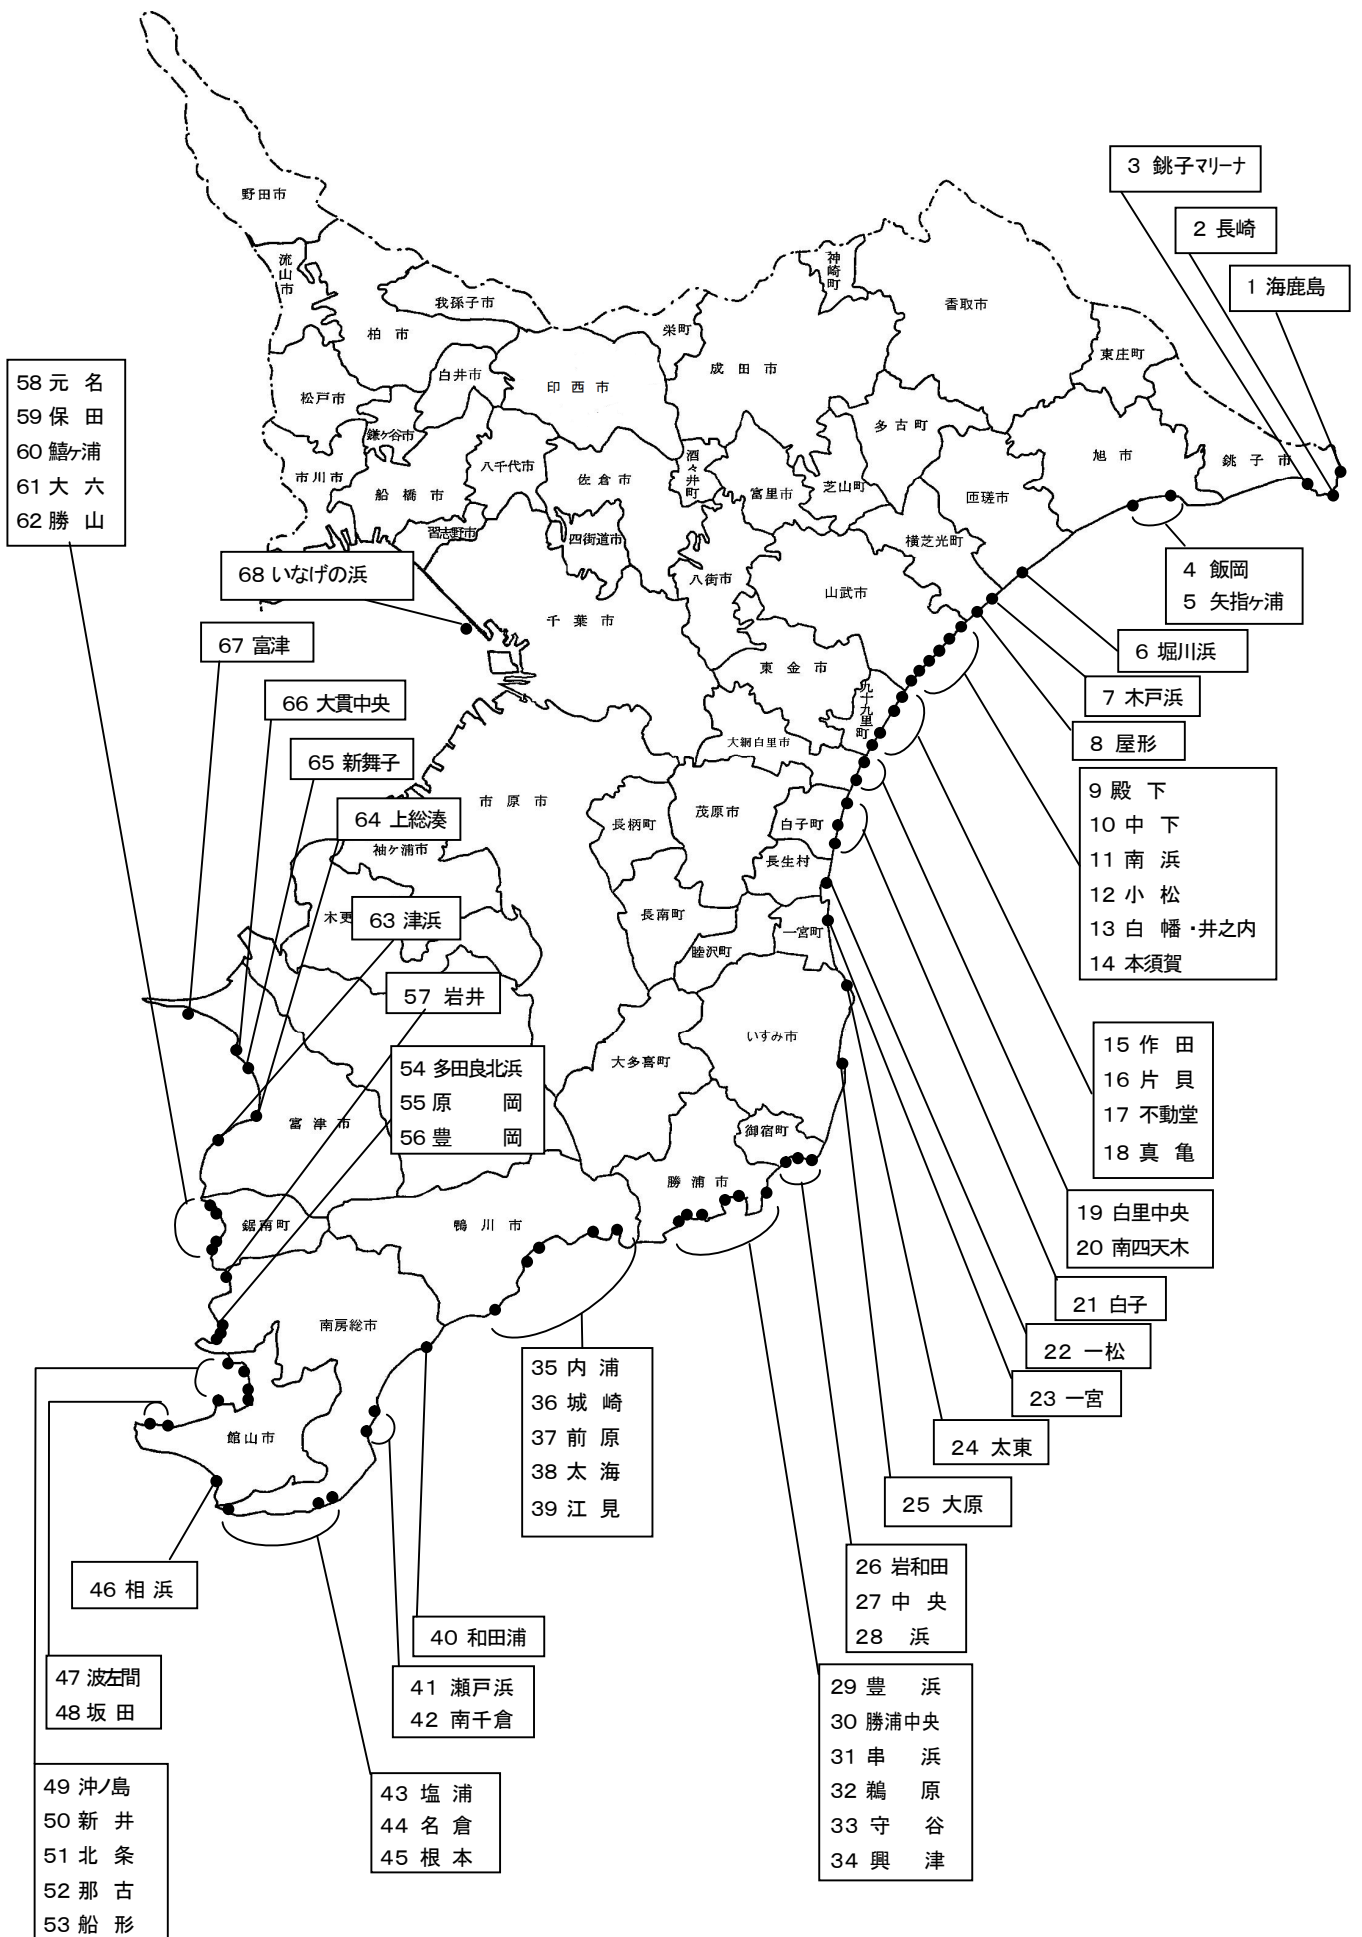 野田市
流山市
我孫子市
柏 市
神崎町
香取市
栄町
成田市
東庄町
白井市
印西市
松戸市
鎌ケ谷市
多古町
旭市
銚子市
市川市
船橋市
八千代市
佐倉市
酒々井町
富里市
芝山町
匝瑳市
習志野市
四街道市
横芝光町
八街市
山武市
千葉市
東金市
九十九里町
大網白里市
市原市
長柄町
茂原市
白子町
袖ケ浦市
長生村
木更
長南町
一宮町
睦沢町
いすみ市
大多喜町
富津市
御宿町
勝浦市
鋸南町
鴨川市
南房総市
館山市
1 海鹿島
2 長崎
3 銚子マリーナ
4 飯岡
5 矢指ヶ浦
6 堀川浜
7 木戸浜
8 屋形
9 殿 下
10 中 下
11 南 浜
12 小 松
13 白 幡・井之内
14 本須賀
15 作 田
16 片 貝
17 不動堂
18 真 亀
19 白里中央
20 南四天木
21 白子
22 一松
23 一宮
24 太東
25 大原
26 岩和田
27 中 央
28 浜
29 豊 浜
30 勝浦中央
31 串 浜
32 鵜 原
33 守 谷
34 興 津
35 内 浦
36 城 崎
37 前 原
38 太 海
39 江 見
40 和田浦
41 瀬戸浜
42 南千倉
43 塩 浦
44 名 倉
45 根 本
46 相 浜
47 波左間
48 坂 田
49 沖ノ島
50 新 井
51 北 条
52 那 古
53 船 形
54 多田良北浜
55 原 岡
56 豊 岡
57 岩井
58 元 名
59 保 田
60 鱚ヶ浦
61 大 六
62 勝 山
63 津浜
64 上総湊
65 新舞子
66 大貫中央
67 富津
68 いなげの浜